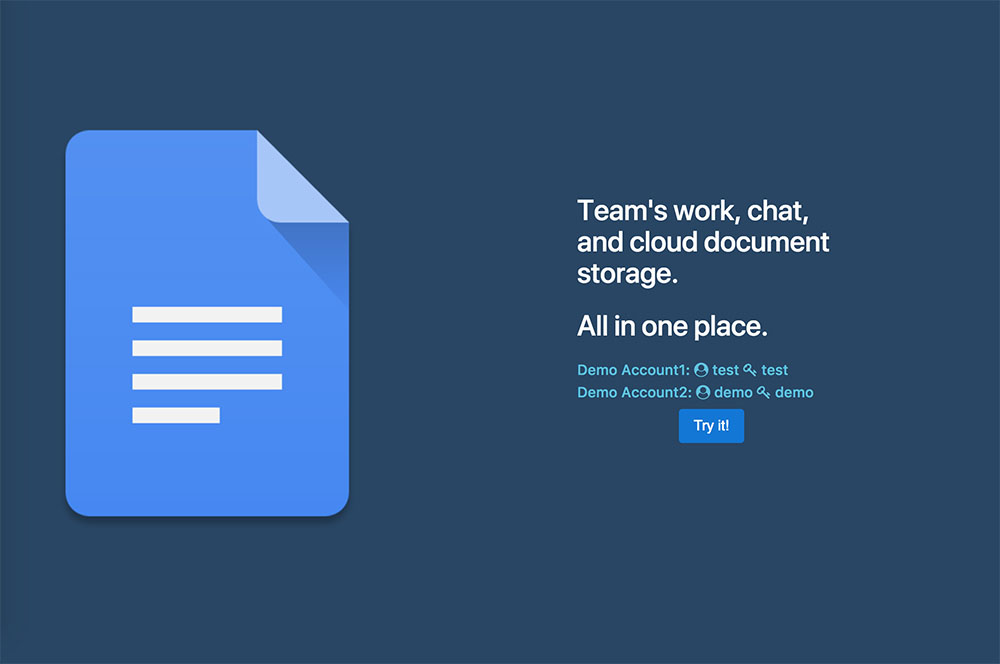 Team's work, chat,
and cloud document
storage.
All in one place.
Demo Account1: test test
Demo Account2: demo demo
Try it!